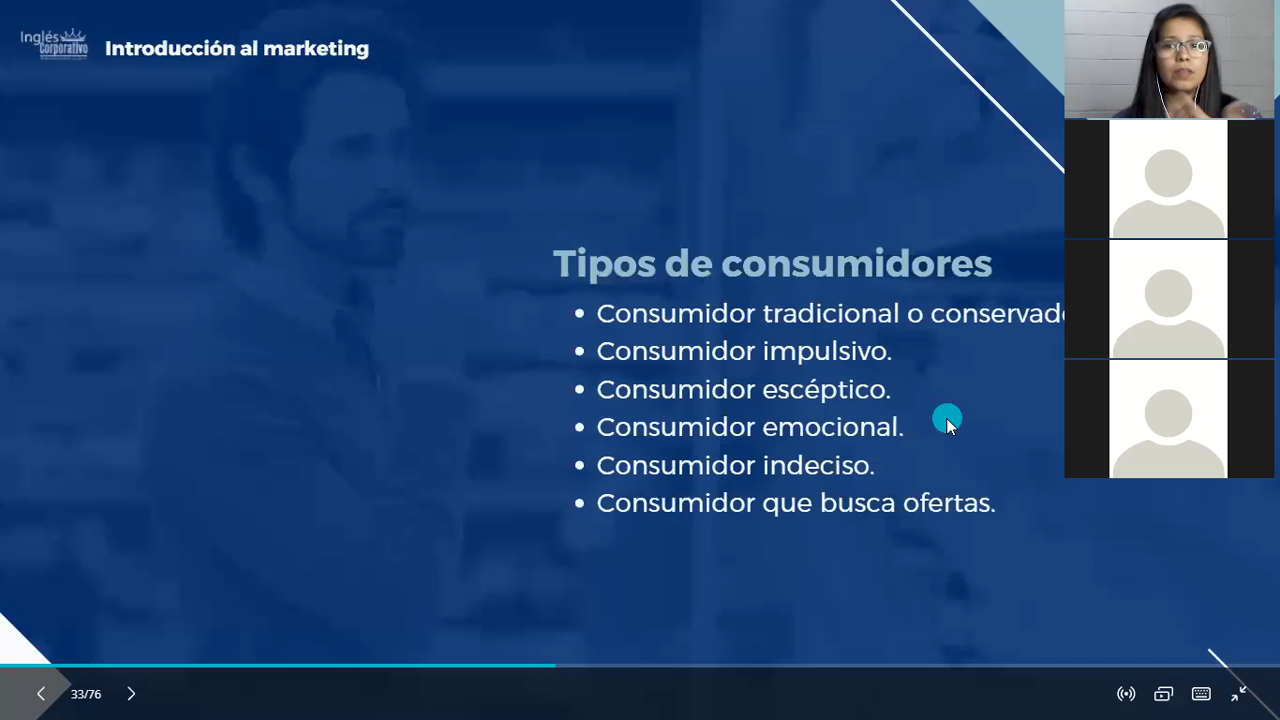 Inglés
Corporativo
Introducción al marketing
Tipos de consumidores
• Consumidor tradicional o conservad
• Consumidor impulsivo.
• Consumidor escéptico.
• Consumidor emocional.
• Consumidor indeciso.
• Consumidor que busca ofertas.
33/76